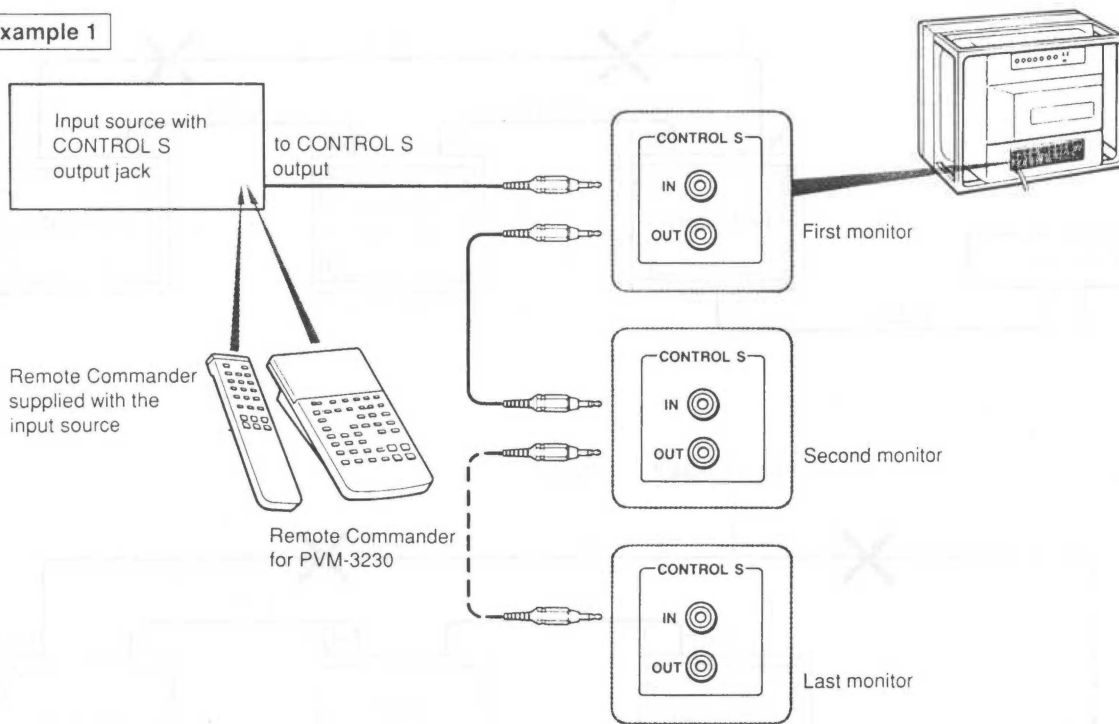 xample 1
Input source with
CONTROL S
output jack
to CONTROL S
output
CONTROL S
IN
OUT
First monitor
CONTROL S
IN
OUT
Second monitor
Remote Commander
supplied with the
input source
Remote Commander
for PVM-3230
CONTROL S
IN
OUT
Last monitor